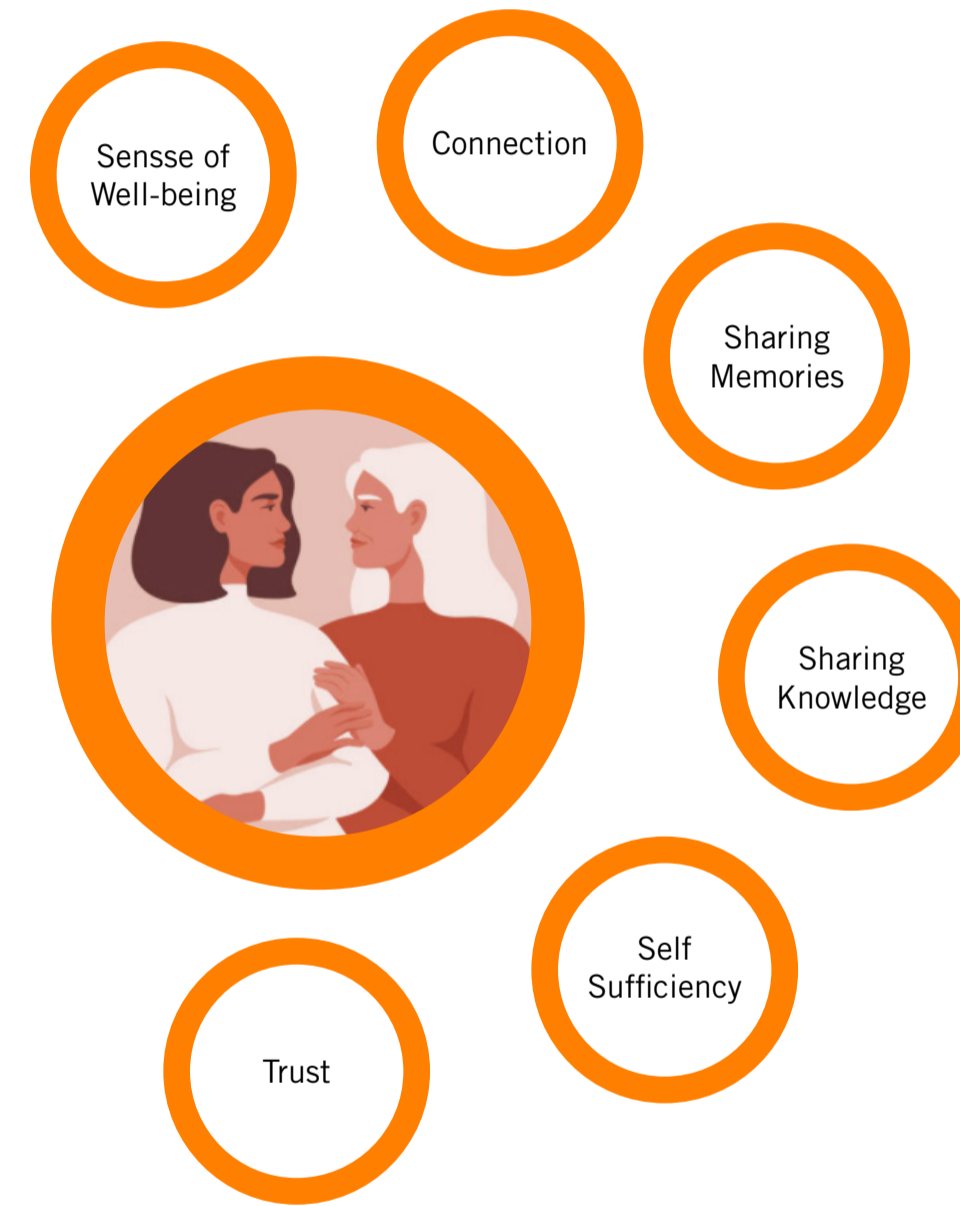 Sensse of
Well-being
Connection
Sharing
Memories
Sharing
Knowledge
Self
Sufficiency
Trust